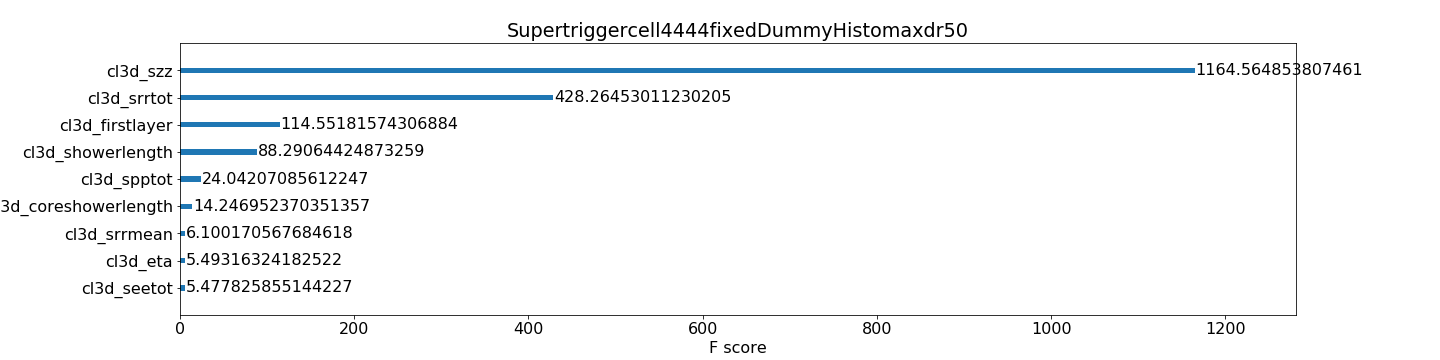 Supertriggercell4444fixedDummyHistomaxdr50
cl3d_szz 1164.564853807461
cl3d_srrtot 428.26453011230205
cl3d_firstlayer 114.55181574306884
cl3d_showerlength 88.29064424873259
cl3d_spptot 24.04207085612247
3d_coreshowerlength 14.246952370351357
cl3d_srrmean 6.100170567684618
cl3d_eta 5.49316324182522
cl3d_seetot 5.477825855144227
0 200 400 600 800 1000 1200
F score